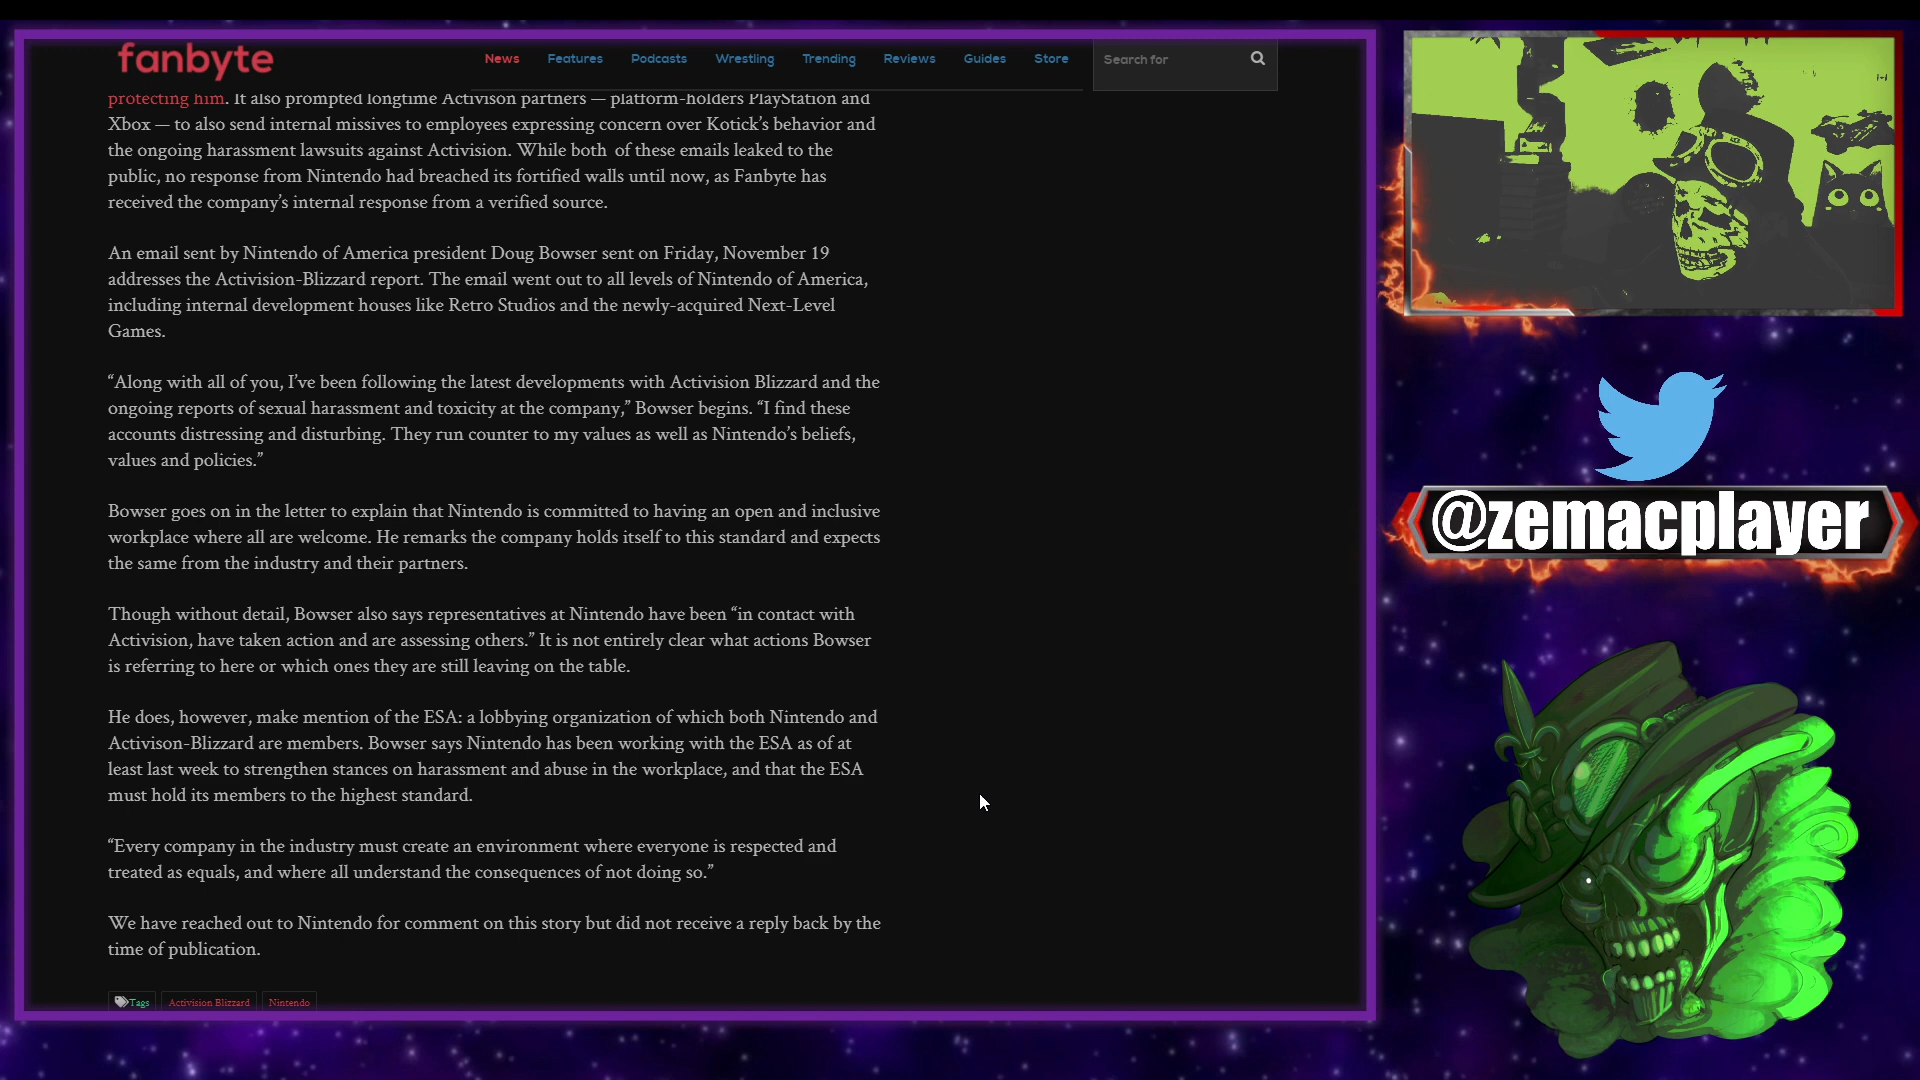 fanbyte
News Features Podcasts Wrestling Trending Reviews Guides Store Search for
protecting him. It also prompted longtime Activison partners — platform-holders PlayStation and
Xbox — to also send internal missives to employees expressing concern over Kotick’s behavior and
the ongoing harassment lawsuits against Activision. While both of these emails leaked to the
public, no response from Nintendo had breached its fortified walls until now, as Fanbyte has
received the company’s internal response from a verified source.
An email sent by Nintendo of America president Doug Bowser sent on Friday, November 19
addresses the Activision-Blizzard report. The email went out to all levels of Nintendo of America,
including internal development houses like Retro Studios and the newly-acquired Next-Level
Games.
“Along with all of you, I’ve been following the latest developments with Activision Blizzard and the
ongoing reports of sexual harassment and toxicity at the company,” Bowser begins. “I find these
accounts distressing and disturbing. They run counter to my values as well as Nintendo’s beliefs,
values and policies.”
Bowser goes on in the letter to explain that Nintendo is committed to having an open and inclusive
workplace where all are welcome. He remarks the company holds itself to this standard and expects
the same from the industry and their partners.
Though without detail, Bowser also says representatives at Nintendo have been “in contact with
Activision, have taken action and are assessing others.” It is not entirely clear what actions Bowser
is referring to here or which ones they are still leaving on the table.
He does, however, make mention of the ESA: a lobbying organization of which both Nintendo and
Activison-Blizzard are members. Bowser says Nintendo has been working with the ESA as of at
least last week to strengthen stances on harassment and abuse in the workplace, and that the ESA
must hold its members to the highest standard.
“Every company in the industry must create an environment where everyone is respected and
treated as equals, and where all understand the consequences of not doing so.”
We have reached out to Nintendo for comment on this story but did not receive a reply back by the
time of publication.
Tags Activision Blizzard Nintendo
@zemacplayer